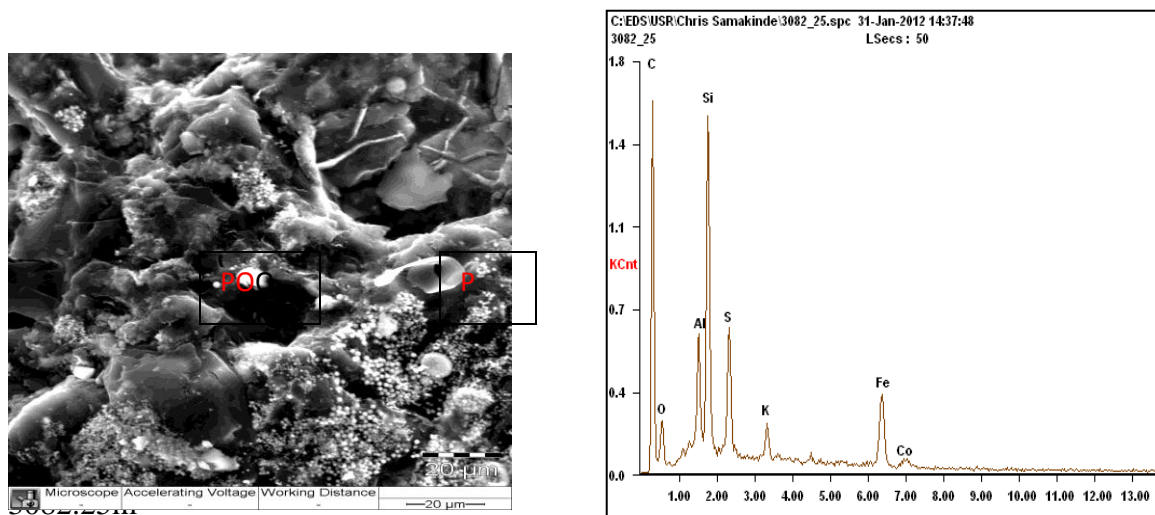 POC
P
20 µm
Microscope Accelerating Voltage Working Distance
- - - 20 µm
3082.25m
C:\EDS\USR\Chris Samakinde\3082_25.spc 31-Jan-2012 14:37:48
3082_25 LSecs : 50
1.8
1.4
1.1
KCnt
0.7
0.4
0.0
C
Si
Al
S
O
K
Fe
Co
1.00 2.00 3.00 4.00 5.00 6.00 7.00 8.00 9.00 10.00 11.00 12.00 13.00